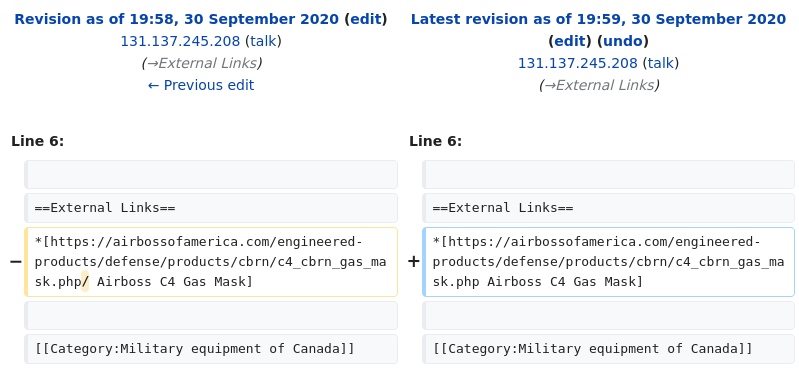 Revision as of 19:58, 30 September 2020 (edit)
131.137.245.208 (talk)
(→External Links)
← Previous edit
Latest revision as of 19:59, 30 September 2020
(edit) (undo)
131.137.245.208 (talk)
(→External Links)
Line 6:
Line 6:
==External Links==
==External Links==
− *[https://airbossofamerica.com/engineered-
products/defense/products/cbrn/c4_cbrn_gas_ma
sk.php/ Airboss C4 Gas Mask]
+ *[https://airbossofamerica.com/engineered-
products/defense/products/cbrn/c4_cbrn_gas_ma
sk.php Airboss C4 Gas Mask]
[[Category:Military equipment of Canada]]
[[Category:Military equipment of Canada]]